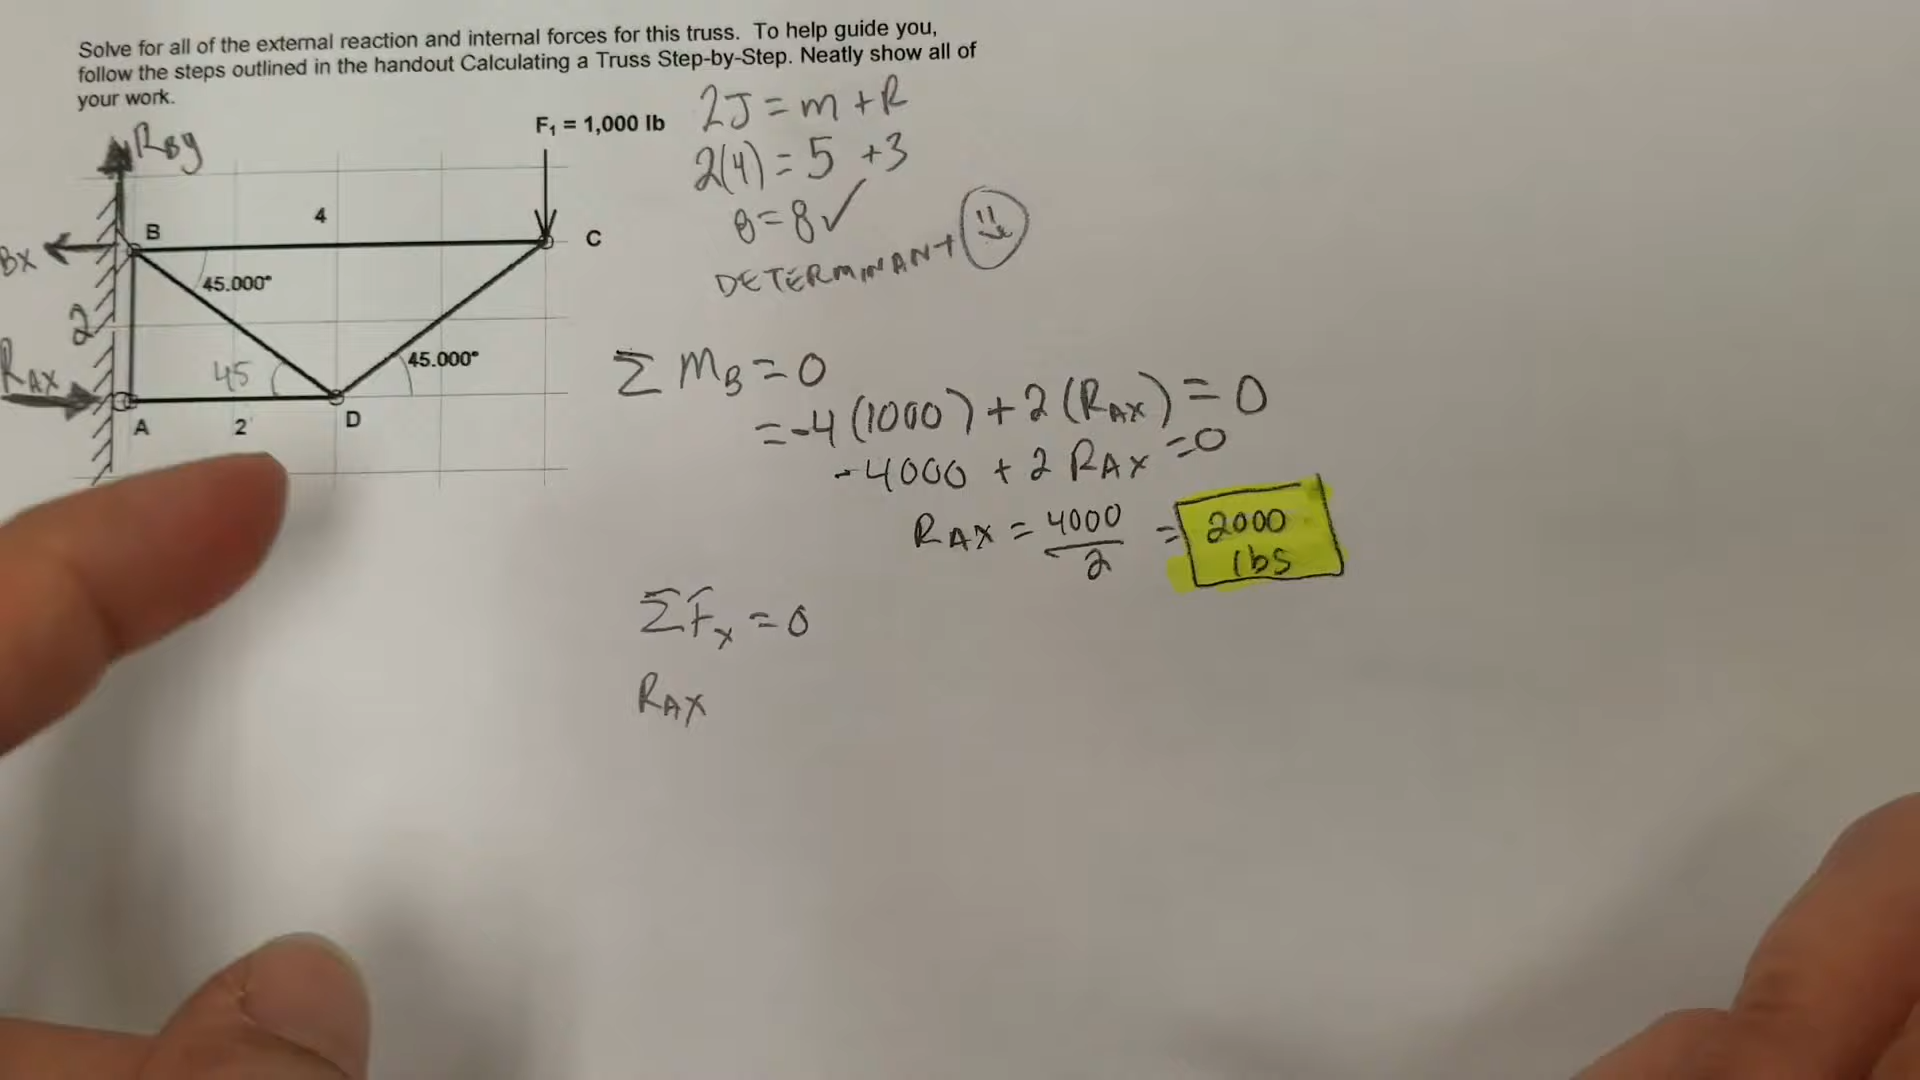 Solve for all of the external reaction and internal forces for this truss. To help guide you,
follow the steps outlined in the handout Calculating a Truss Step-by-Step. Neatly show all of
your work.
F₁ = 1,000 lb
RBy
B
4
C
BX
45.000°
2
RAX
45
45.000°
A
2'
D
2J = m + R
2(4) = 5 + 3
8 = 8 ✓
DETERMINANT
Σ MB = 0
= -4 (1000) + 2 (RAX) = 0
-4000 + 2 RAX = 0
RAX = 4000/2 = 2000 lbs
ΣFx = 0
RAX